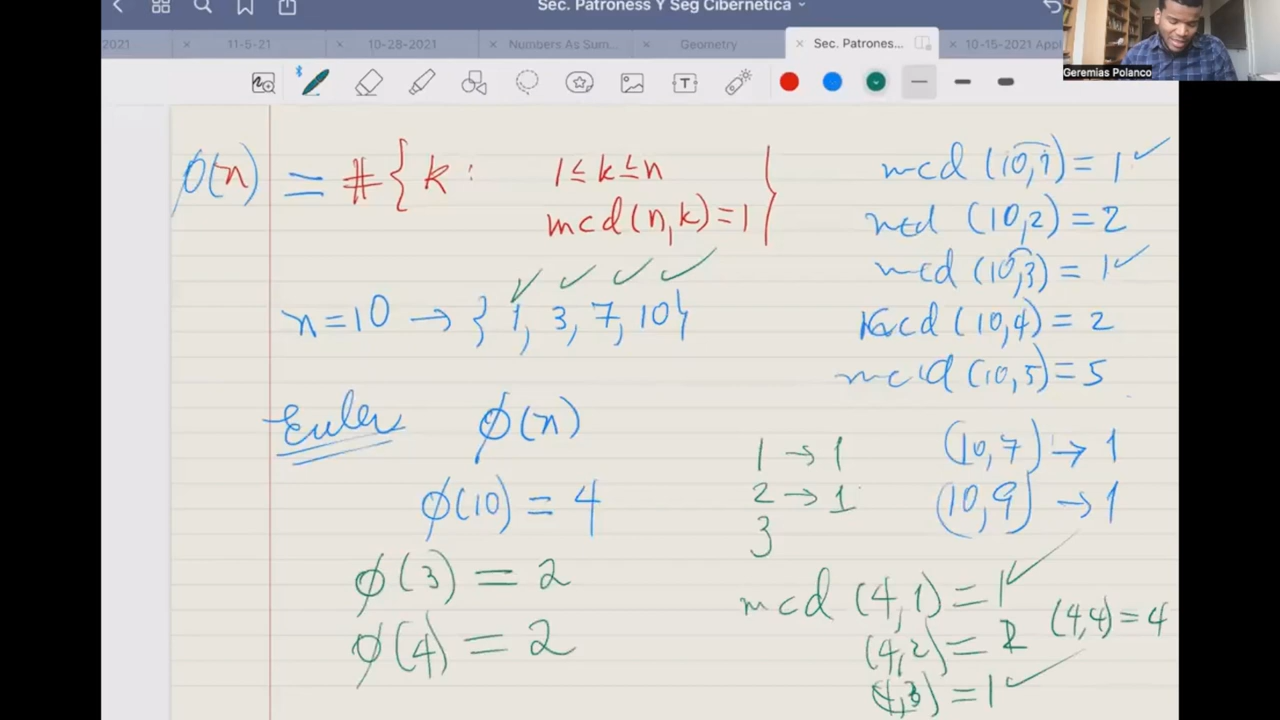 Sec. Patroness Y Seg Cibernetica
2021
11-5-21
10-28-2021
Numbers As Sum...
Geometry
Sec. Patrones...
10-15-2021 Appl
Geremias Polanco
T
φ(n) = # { k : 1 ≤ k ≤ n
mcd(n,k)=1 }
n=10 → { 1, 3, 7, 10}
Euler φ(n)
φ(10) = 4
φ(3) = 2
φ(4) = 2
mcd (10,1) = 1 ✓
mcd (10,2) = 2
mcd (10,3) = 1 ✓
mcd (10,4) = 2
mcd (10,5) = 5
(10,7) → 1
(10,9) → 1
1 → 1
2 → 1
3
mcd (4,1) = 1 ✓
(4,2) = 2
(4,3) = 1 ✓
(4,4) = 4